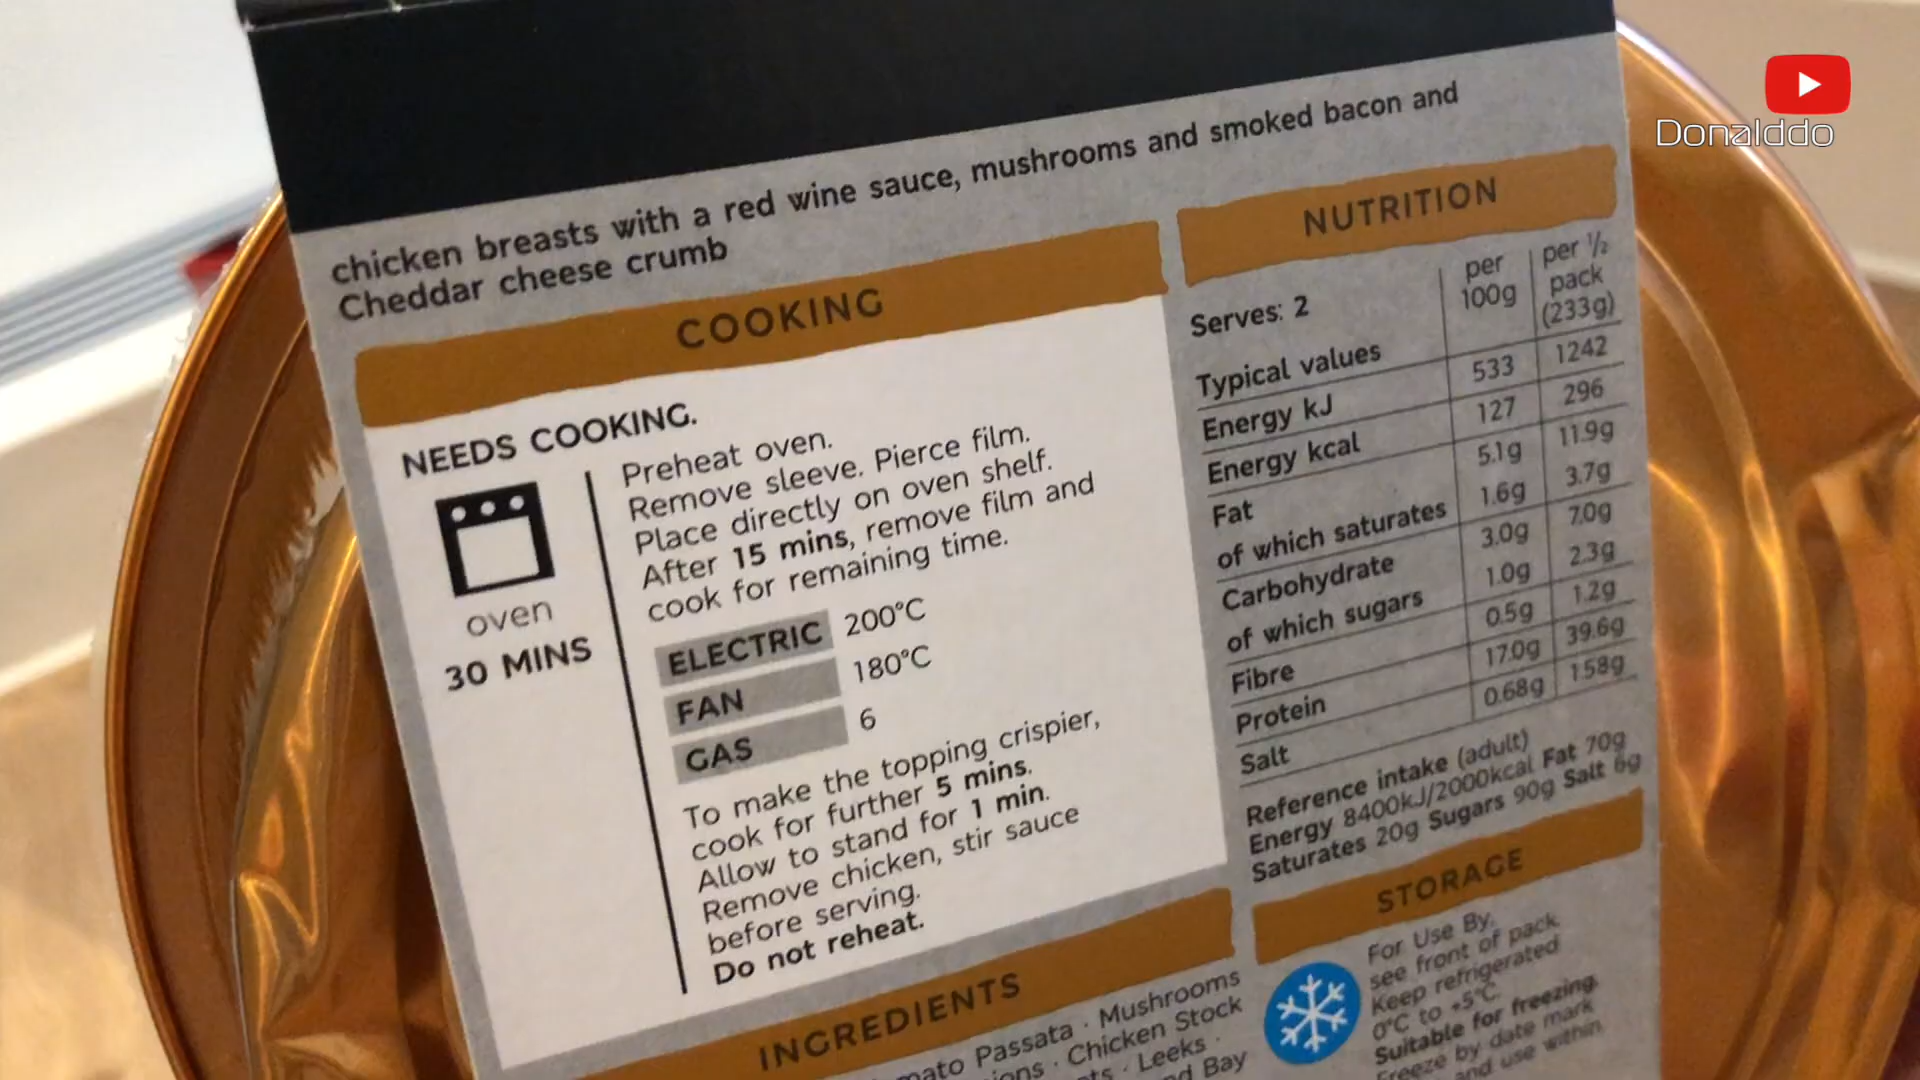 Donalddo
chicken breasts with a red wine sauce, mushrooms and smoked bacon and
Cheddar cheese crumb
COOKING
NEEDS COOKING.
oven
30 MINS
Preheat oven.
Remove sleeve. Pierce film.
Place directly on oven shelf.
After 15 mins, remove film and
cook for remaining time.
ELECTRIC 200°C
FAN 180°C
GAS 6
To make the topping crispier,
cook for further 5 mins.
Allow to stand for 1 min.
Remove chicken, stir sauce
before serving.
Do not reheat.
INGREDIENTS
Passata · Mushrooms
· Chicken Stock
· Leeks ·
Bay
NUTRITION
Serves: 2
per 100g
per ½ pack (233g)
Typical values
Energy kJ 533 1242
Energy kcal 127 296
Fat 5.1g 11.9g
of which saturates 1.6g 3.7g
Carbohydrate 3.0g 7.0g
of which sugars 1.0g 2.3g
Fibre 0.5g 1.2g
Protein 17.0g 39.6g
Salt 0.68g 1.58g
Reference intake (adult)
Energy 8400kJ/2000kcal Fat 70g
Saturates 20g Sugars 90g Salt 6g
STORAGE
For Use By,
see front of pack.
Keep refrigerated
0°C to +5°C.
Suitable for freezing.
Freeze by date mark
and use within